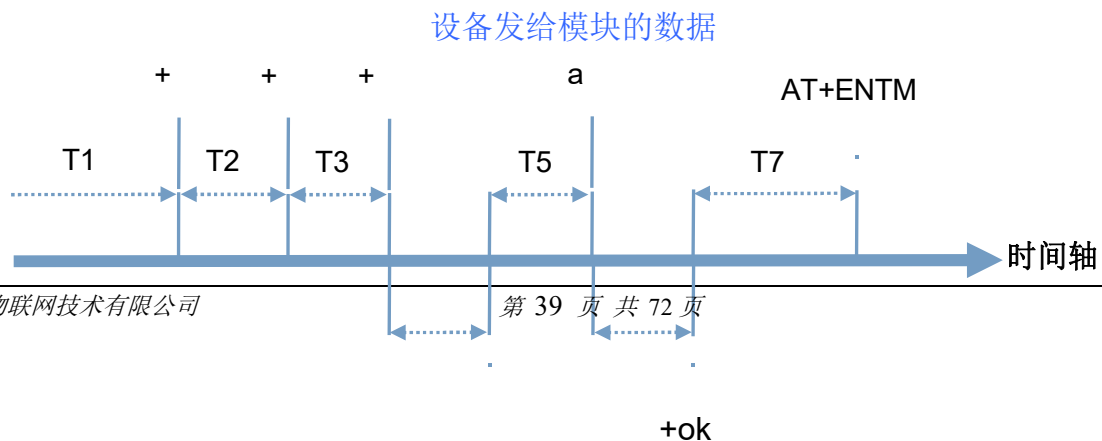 设备发给模块的数据
+ + + a AT+ENTM
T1 T2 T3 T5 T7
时间轴
物联网技术有限公司 第 39 页 共 72 页
+ok